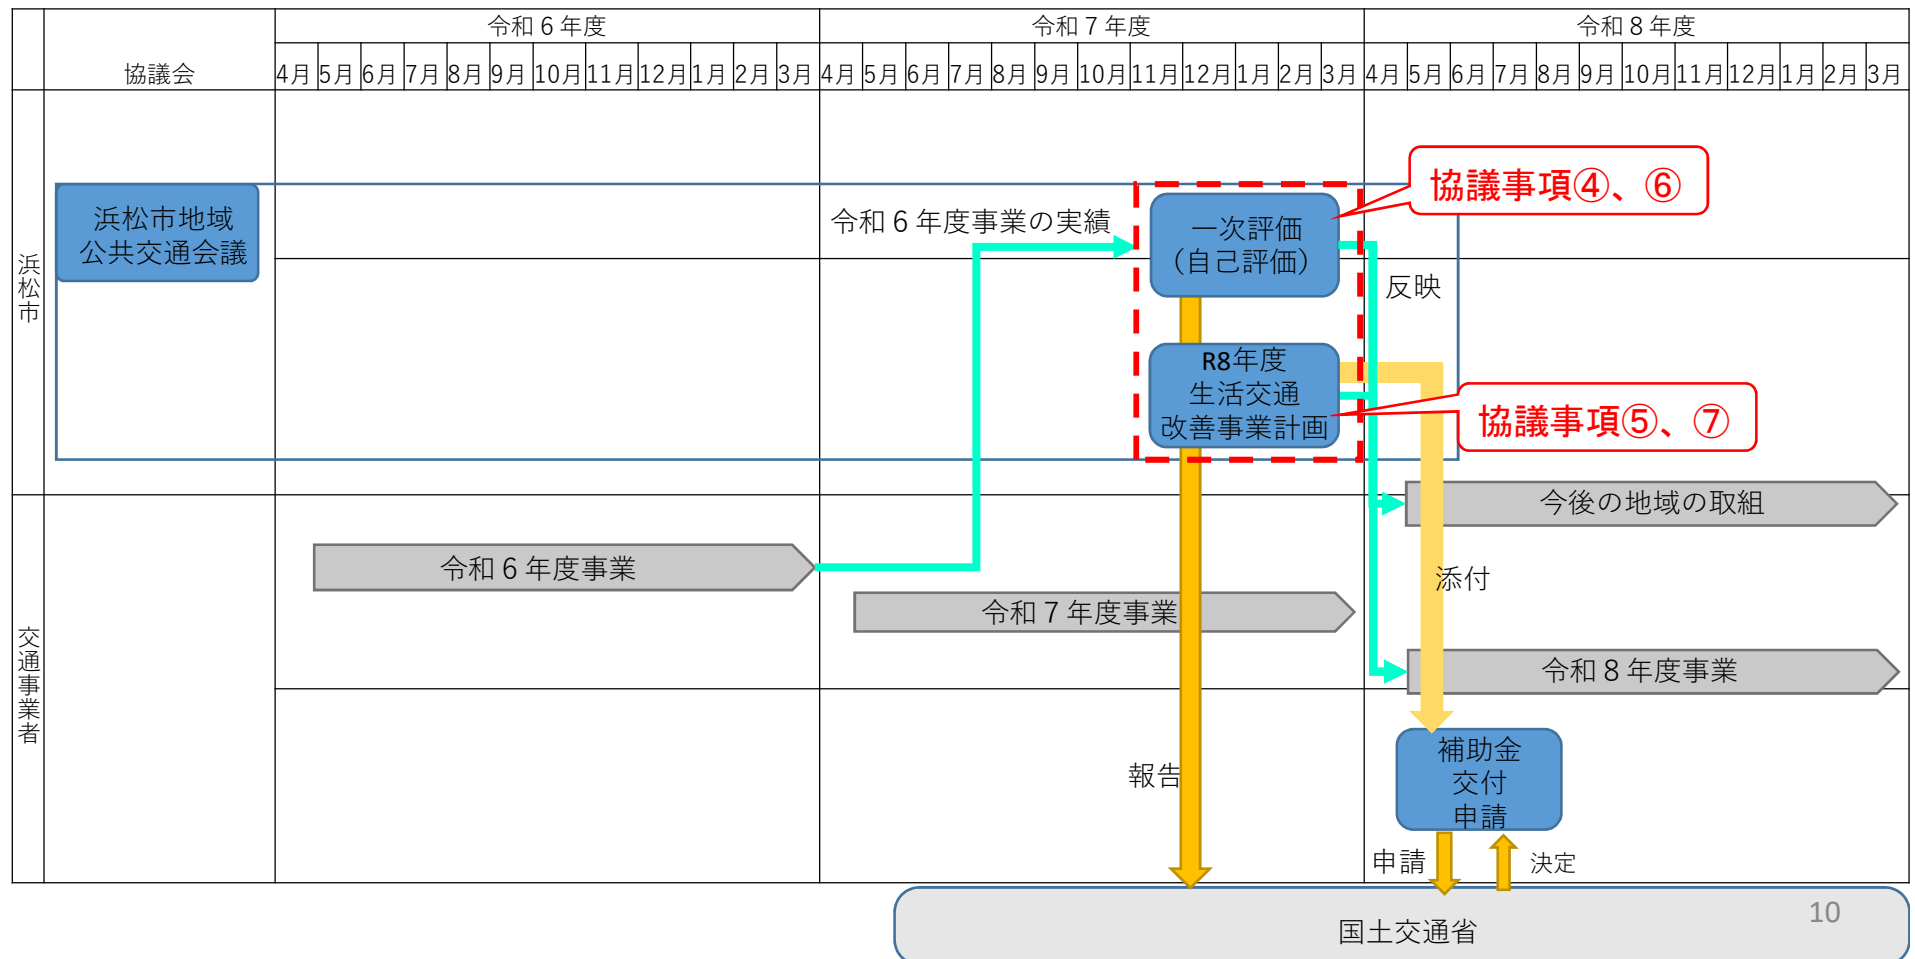 令和６年度
令和７年度
令和８年度
協議会
4月 5月 6月 7月 8月 9月 10月 11月 12月 1月 2月 3月 4月 5月 6月 7月 8月 9月 10月 11月 12月 1月 2月 3月 4月 5月 6月 7月 8月 9月 10月 11月 12月 1月 2月 3月
浜松市
浜松市地域
公共交通会議
令和６年度事業の実績
一次評価
（自己評価）
協議事項④、⑥
反映
R8年度
生活交通
改善事業計画
協議事項⑤、⑦
交通事業者
今後の地域の取組
令和６年度事業
添付
令和７年度事業
令和８年度事業
報告
補助金
交付
申請
申請
決定
国土交通省
10